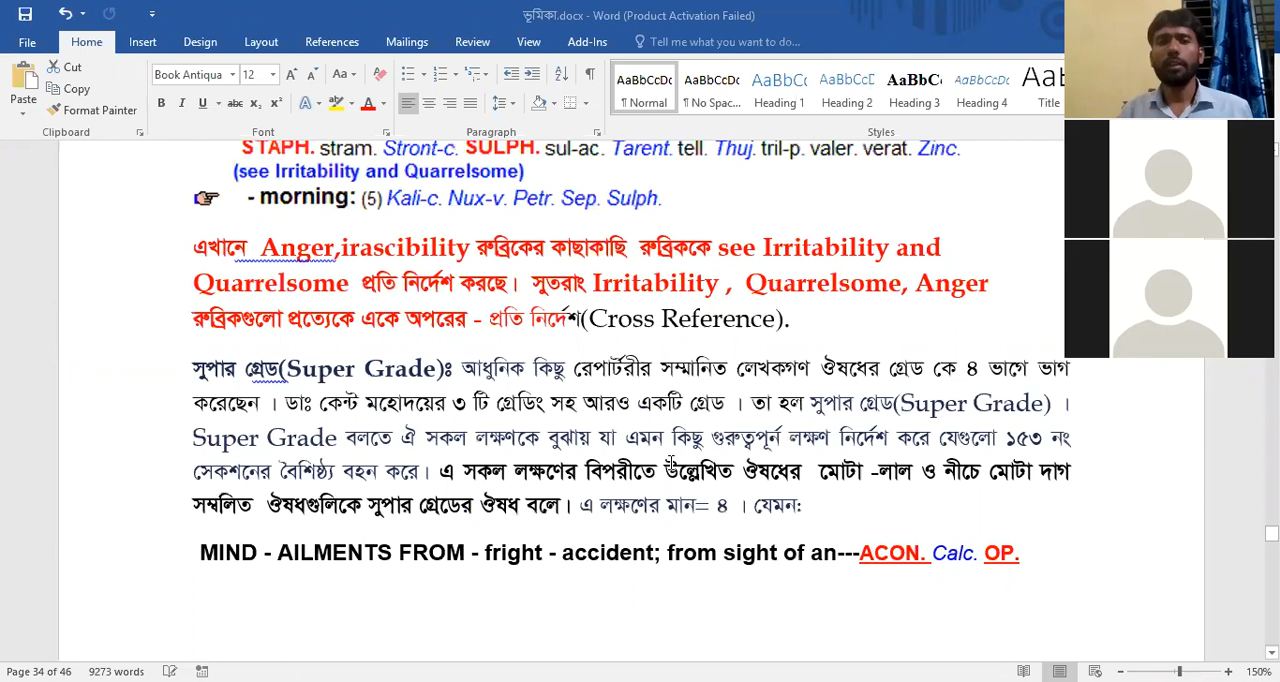 ভূমিকা.docx - Word (Product Activation Failed)
File Home Insert Design Layout References Mailings Review View Add-Ins Tell me what you want to do...
Cut
Copy
Format Painter
Paste
Book Antiqua 12
AaBbCcDc AaBbCcDc AaBbC AaBbCcD AaBbC AaBbCcD Aa
¶ Normal ¶ No Spac... Heading 1 Heading 2 Heading 3 Heading 4 Title
Clipboard Font Paragraph Styles
STAPH. stram. Stront-c. SULPH. sul-ac. Tarent. tell. Thuj. tril-p. valer. verat. Zinc.
(see Irritability and Quarrelsome)
- morning: (5) Kali-c. Nux-v. Petr. Sep. Sulph.
এখানে Anger,irascibility রুব্রিকের কাছাকাছি রুব্রিককে see Irritability and
Quarrelsome প্রতি নির্দেশ করছে। সুতরাং Irritability , Quarrelsome, Anger
রুব্রিকগুলো প্রত্যেকে একে অপরের - প্রতি নির্দেশ(Cross Reference).
সুপার গ্রেড(Super Grade)ঃ আধুনিক কিছু রেপার্টরীর সম্মানিত লেখকগণ ঔষধের গ্রেড কে ৪ ভাগে ভাগ
করেছেন । ডাঃ কেন্ট মহোদয়ের ৩ টি গ্রেডিং সহ আরও একটি গ্রেড । তা হল সুপার গ্রেড(Super Grade) ।
Super Grade বলতে ঐ সকল লক্ষণকে বুঝায় যা এমন কিছু গুরুত্বপূর্ন লক্ষণ নির্দেশ করে যেগুলো ১৫৩ নং
সেকশনের বৈশিষ্ঠ্য বহন করে। এ সকল লক্ষণের বিপরীতে উল্লেখিত ঔষধের মোটা -লাল ও নীচে মোটা দাগ
সম্বলিত ঔষধগুলিকে সুপার গ্রেডের ঔষধ বলে। এ লক্ষণের মান= ৪ । যেমন:
MIND - AILMENTS FROM - fright - accident; from sight of an---ACON. Calc. OP.
Page 34 of 46 9273 words 150%